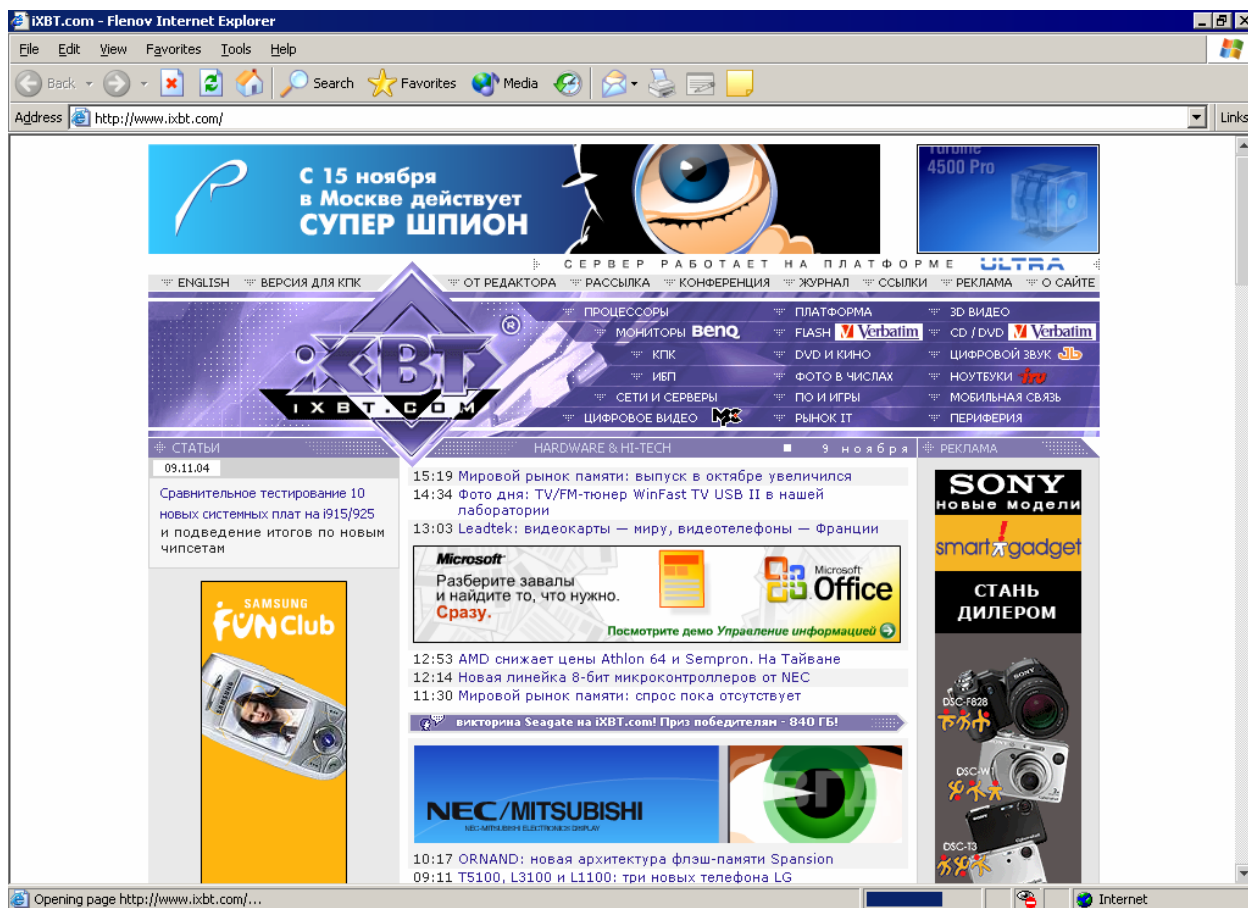 iXBT.com - Flenov Internet Explorer
File Edit View Favorites Tools Help
Back Search Favorites Media
Address http://www.ixbt.com/ Links
С 15 ноября
в Москве действует
СУПЕР ШПИОН
Turbine
4500 Pro
СЕРВЕР РАБОТАЕТ НА ПЛАТФОРМЕ ULTRA
ENGLISH ВЕРСИЯ ДЛЯ КПК ОТ РЕДАКТОРА РАССЫЛКА КОНФЕРЕНЦИЯ ЖУРНАЛ ССЫЛКИ РЕКЛАМА О САЙТЕ
iXBT ®
iXBT.COM
ПРОЦЕССОРЫ ПЛАТФОРМА 3D ВИДЕО
МОНИТОРЫ BenQ FLASH Verbatim CD / DVD Verbatim
КПК DVD И КИНО ЦИФРОВОЙ ЗВУК
ИБП ФОТО В ЧИСЛАХ НОУТБУКИ iru
СЕТИ И СЕРВЕРЫ ПО И ИГРЫ МОБИЛЬНАЯ СВЯЗЬ
ЦИФРОВОЕ ВИДЕО РЫНОК IT ПЕРИФЕРИЯ
СТАТЬИ HARDWARE & HI-TECH 9 ноября РЕКЛАМА
09.11.04
Сравнительное тестирование 10
новых системных плат на i915/925
и подведение итогов по новым
чипсетам
SAMSUNG
FUN Club
15:19 Мировой рынок памяти: выпуск в октябре увеличился
14:34 Фото дня: TV/FM-тюнер WinFast TV USB II в нашей
лаборатории
13:03 Leadtek: видеокарты — миру, видеотелефоны — Франции
Microsoft
Разберите завалы
и найдите то, что нужно.
Сразу.
Microsoft
Office
Посмотрите демо Управление информацией
12:53 AMD снижает цены Athlon 64 и Sempron. На Тайване
12:14 Новая линейка 8-бит микроконтроллеров от NEC
11:30 Мировой рынок памяти: спрос пока отсутствует
викторина Seagate на iXBT.com! Приз победителям - 840 ГБ!
NEC/MITSUBISHI
NEC-MITSUBISHI ELECTRONICS DISPLAY
ВГД
10:17 ORNAND: новая архитектура флэш-памяти Spansion
09:11 T5100, L3100 и L1100: три новых телефона LG
SONY
новые модели
smart gadget
СТАНЬ
ДИЛЕРОМ
DSC-F828
DSC-W1
DSC-T3
Opening page http://www.ixbt.com/... Internet